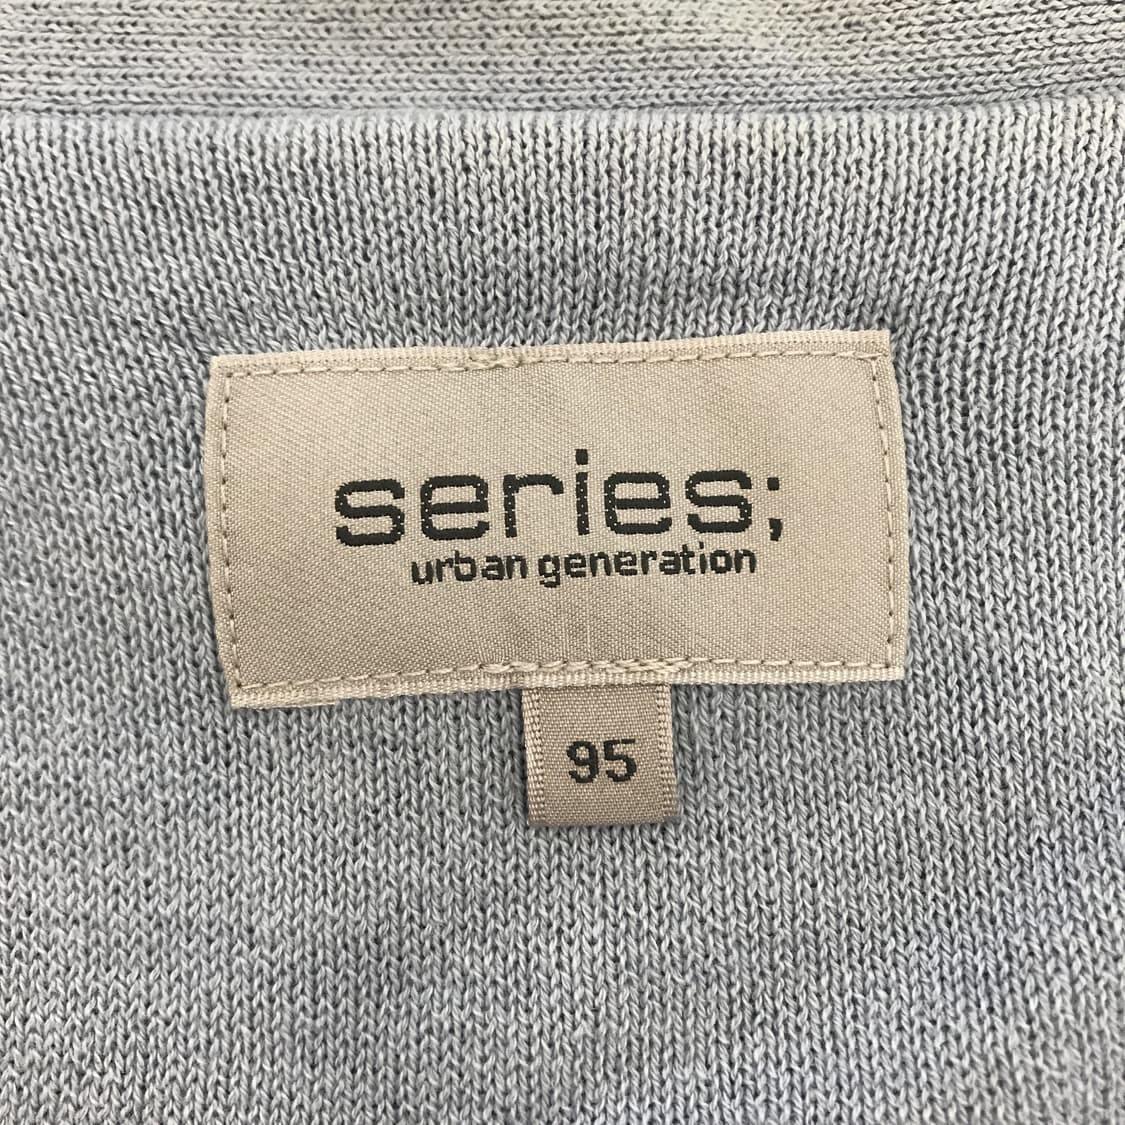 series;
urban generation
95